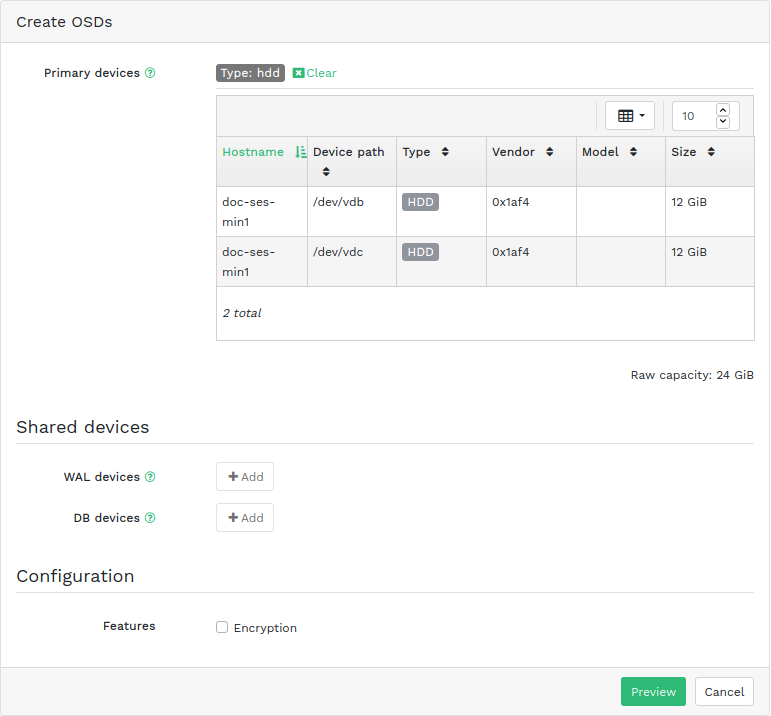 Create OSDs
Primary devices
Type: hdd Clear
10
Hostname Device path Type Vendor Model Size
doc-ses-min1 /dev/vdb HDD 0x1af4 12 GiB
doc-ses-min1 /dev/vdc HDD 0x1af4 12 GiB
2 total
Raw capacity: 24 GiB
Shared devices
WAL devices Add
DB devices Add
Configuration
Features Encryption
Preview Cancel